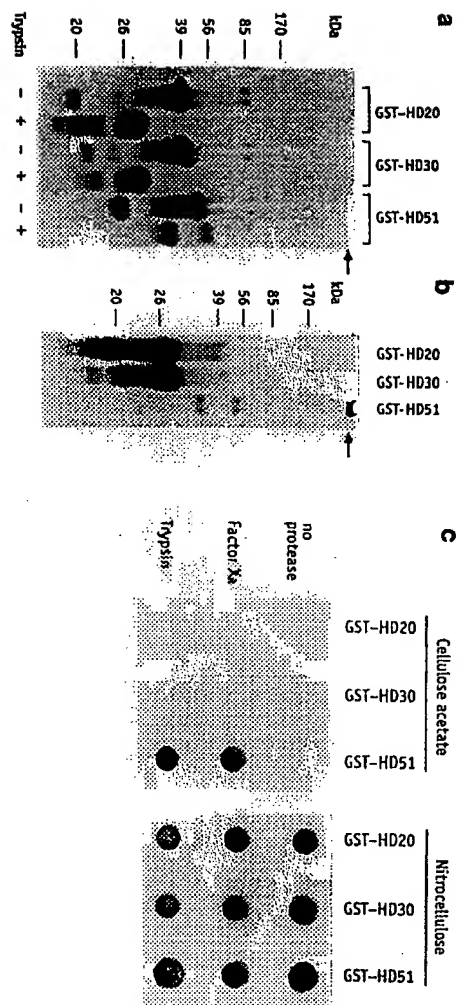 a
kDa
170
85
56
39
26
20
Trypsin
GST-HD20
GST-HD30
GST-HD51
- + - + - +
b
kDa
170
85
56
39
26
20
GST-HD20
GST-HD30
GST-HD51
c
Cellulose acetate
Nitrocellulose
GST-HD20
GST-HD30
GST-HD51
GST-HD20
GST-HD30
GST-HD51
no
protease
Factor Xa
Trypsin